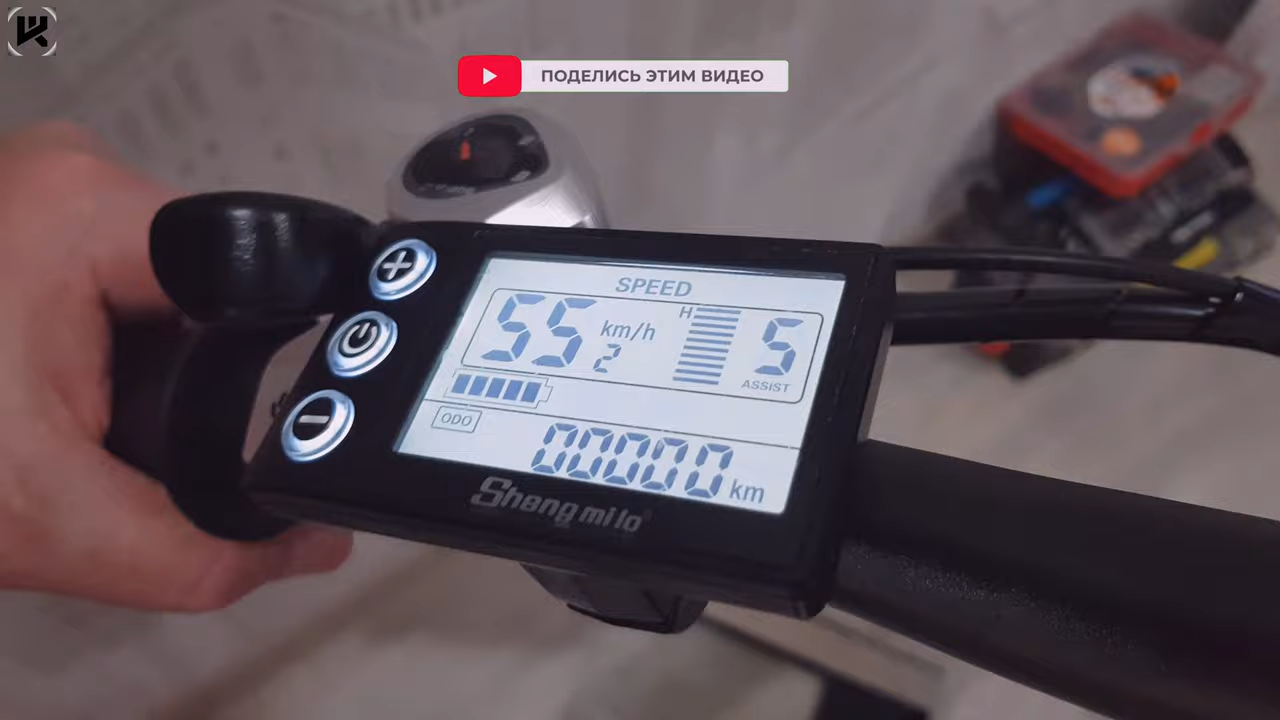 ПОДЕЛИСЬ ЭТИМ ВИДЕО
SPEED
55 km/h
2
H
5
ASSIST
ODO
00000 km
Shengmilo